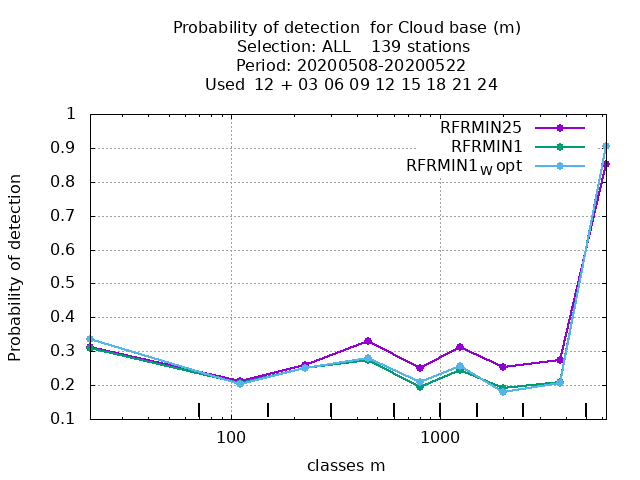 Probability of detection  for Cloud base (m)
Selection: ALL    139 stations
Period: 20200508-20200522
Used  12 + 03 06 09 12 15 18 21 24
RFRMIN25
RFRMIN1
RFRMIN1W opt
Probability of detection
1
0.9
0.8
0.7
0.6
0.5
0.4
0.3
0.2
0.1
100 1000
classes m